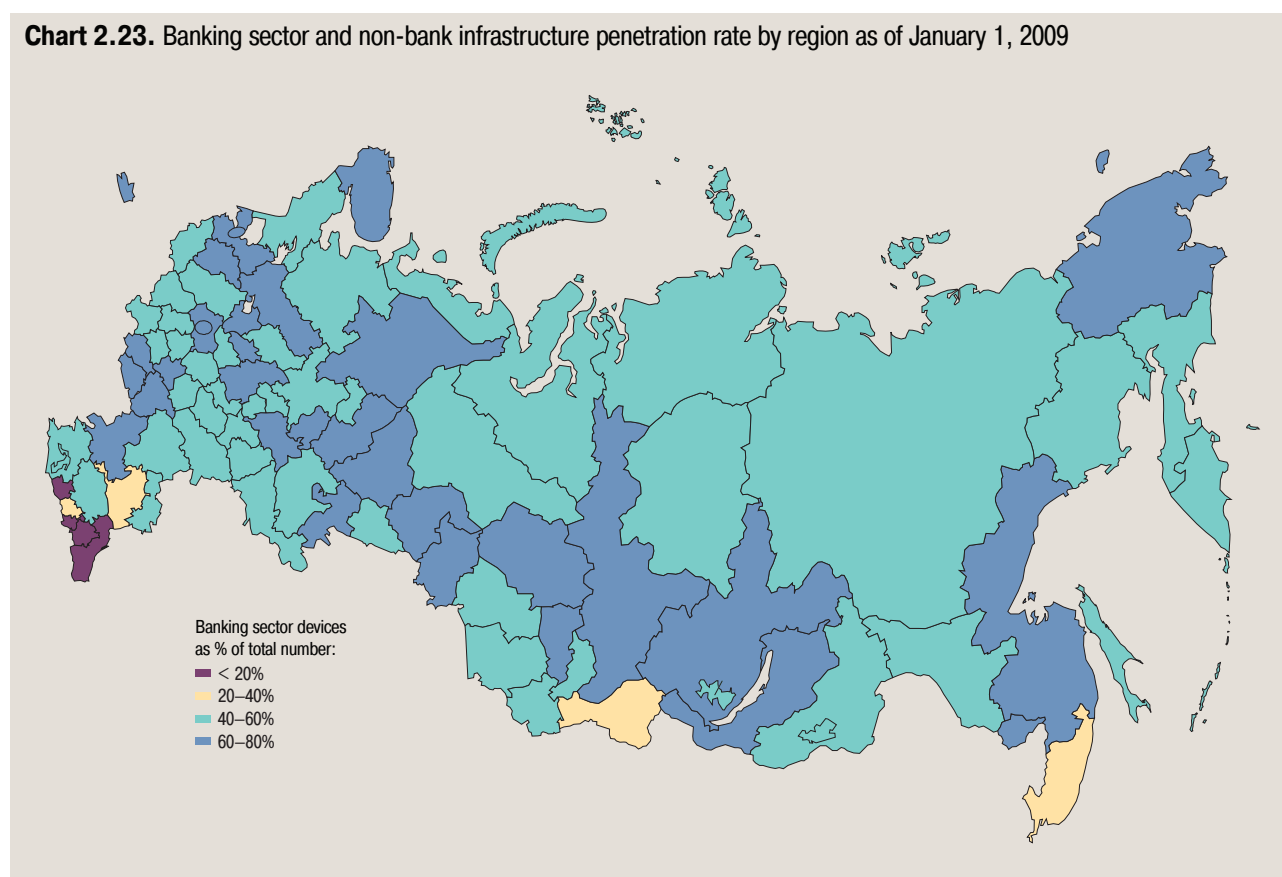 Chart 2.23. Banking sector and non-bank infrastructure penetration rate by region as of January 1, 2009
Banking sector devices
as % of total number:
< 20%
20–40%
40–60%
60–80%